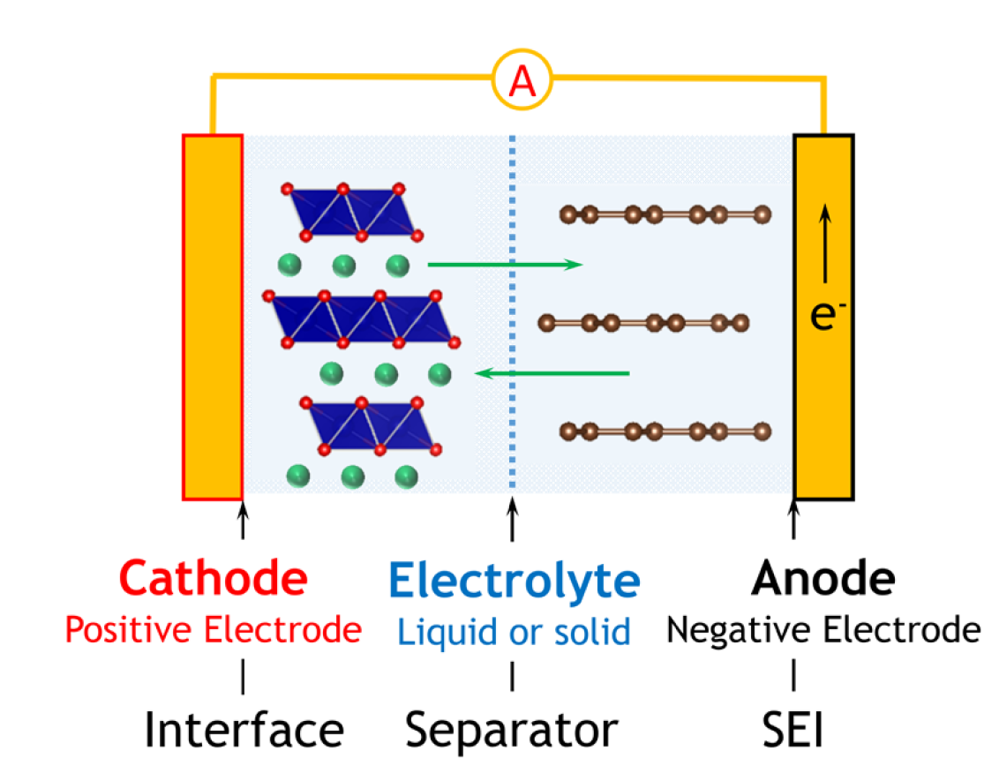 A
e-
Cathode
Positive Electrode
Interface
Electrolyte
Liquid or solid
Separator
Anode
Negative Electrode
SEI